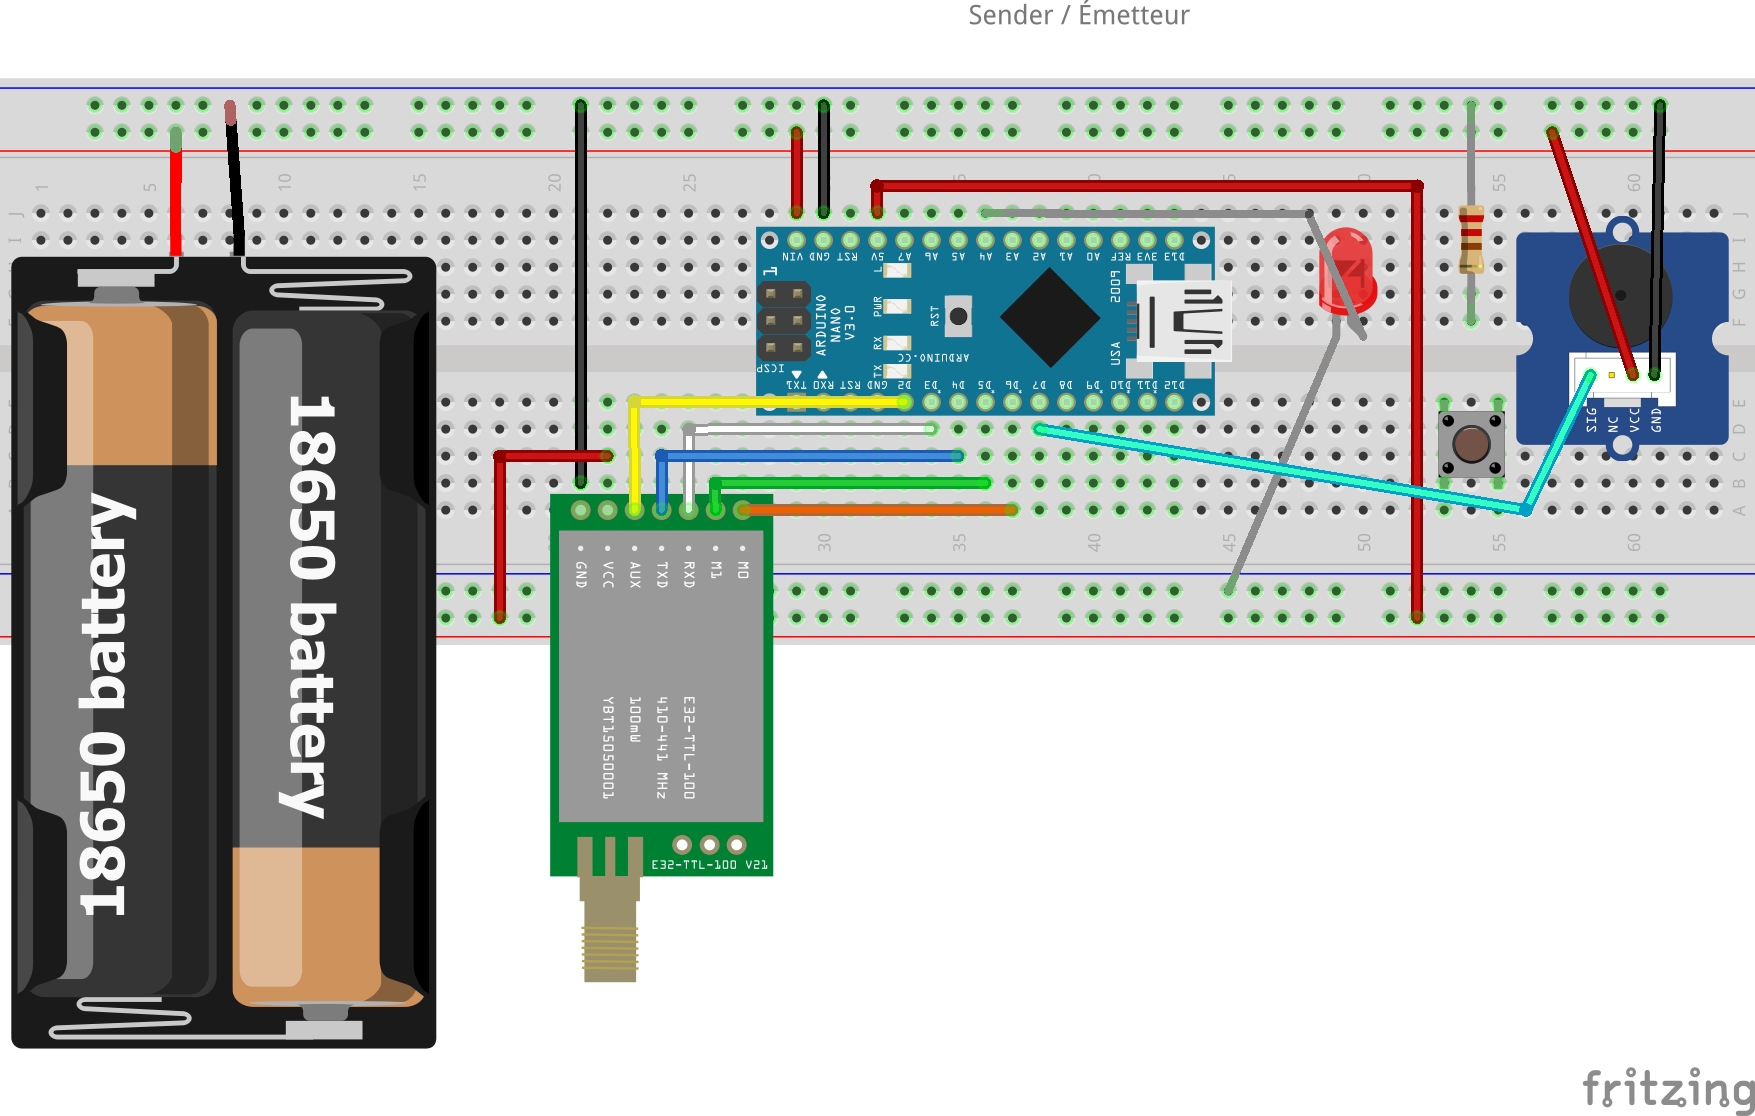 Sender / Émetteur
1 5 10 15 20 25 55 60
J
I
H
G
F
VIN GND RST 5V A7 A6 A5 A4 A3 A2 A1 A0 REF 3V3 D13
1
L
PWR
RX
TX
ARDUINO
NANO
V3.0
RST
ARDUINO.CC
2009
USA
ICSP
TX1 RX0 RST GND D2 D3 D4 D5 D6 D7 D8 D9 D10 D11 D12
SIG NC VCC GND
E
D
C
B
A
30 35 40 45 50 55 60
GND VCC AUX TXD RXD M1 M0
E32-TTL-100
410-441 MHz
100mW
YBT15050001
E32-TTL-100 V21
18650 battery
18650 battery
fritzing